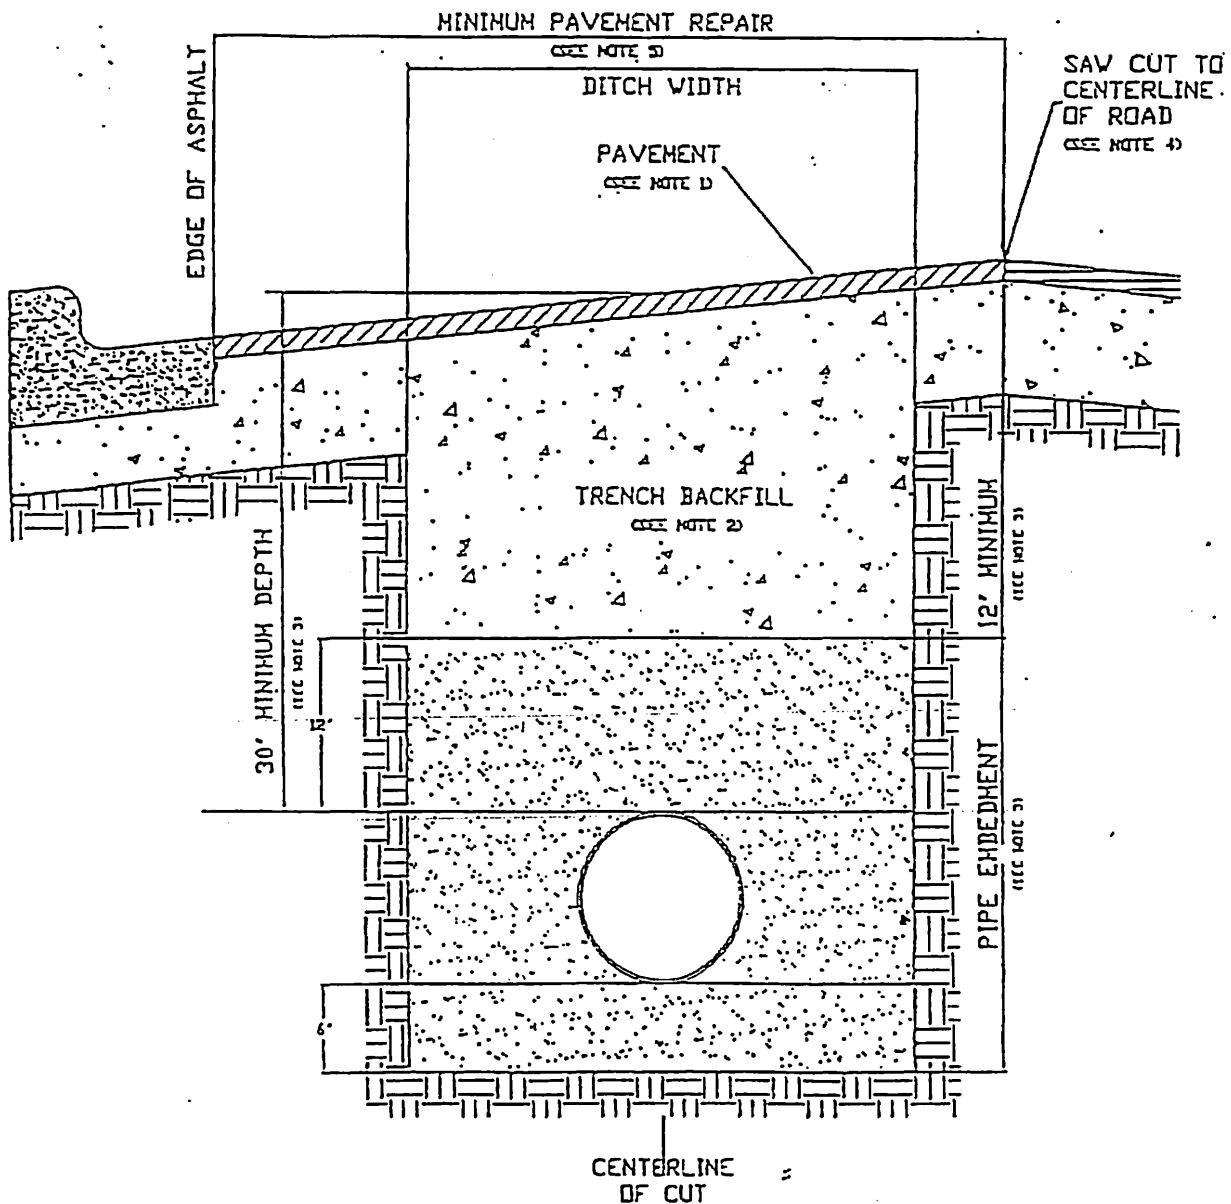 MINIMUM PAVEMENT REPAIR
(SEE NOTE 5)
DITCH WIDTH
SAW CUT TO
CENTERLINE
OF ROAD
(SEE NOTE 4)
EDGE OF ASPHALT
PAVEMENT
(SEE NOTE 1)
TRENCH BACKFILL
(SEE NOTE 2)
30" MINIMUM DEPTH
(SEE NOTE 3)
12" MINIMUM
(SEE NOTE 3)
12"
PIPE EMBEDMENT
(SEE NOTE 3)
6"
CENTERLINE
OF CUT